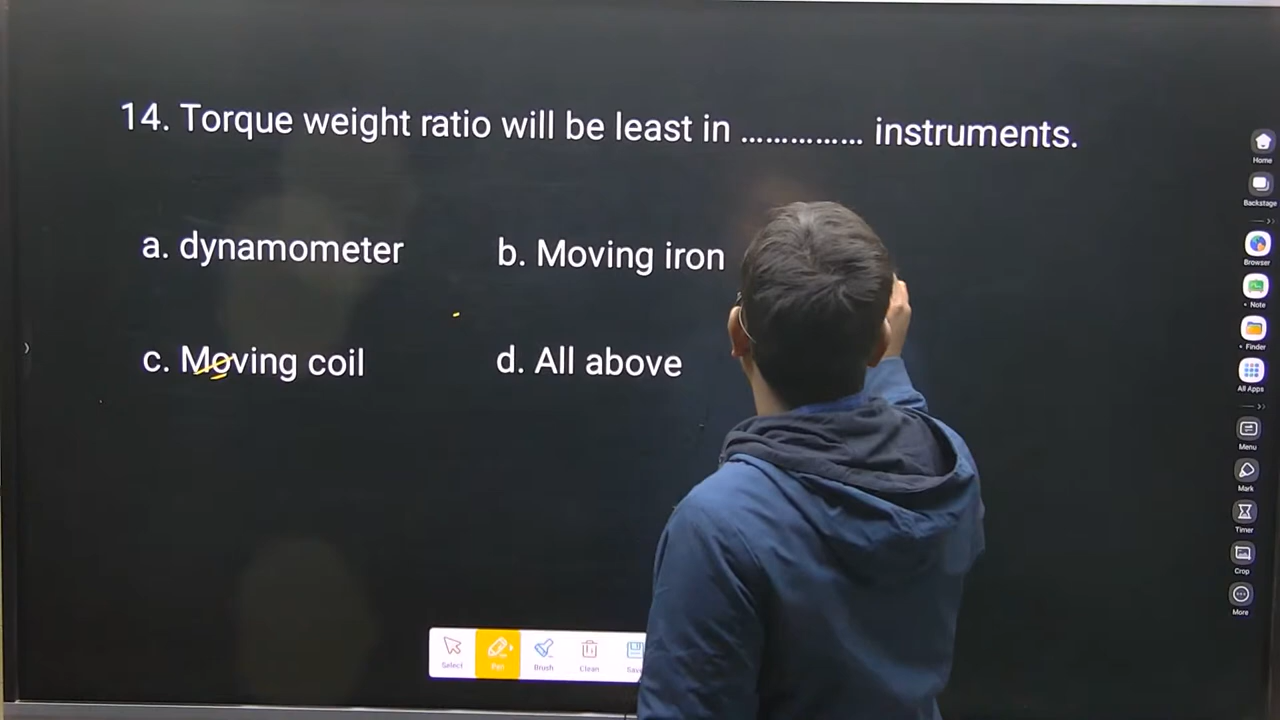 14. Torque weight ratio will be least in .............. instruments.
a. dynamometer b. Moving iron
c. Moving coil d. All above
Home
Backstage
Browser
Note
Finder
All Apps
Menu
Mark
Timer
Crop
More
Select Pen Brush Clean